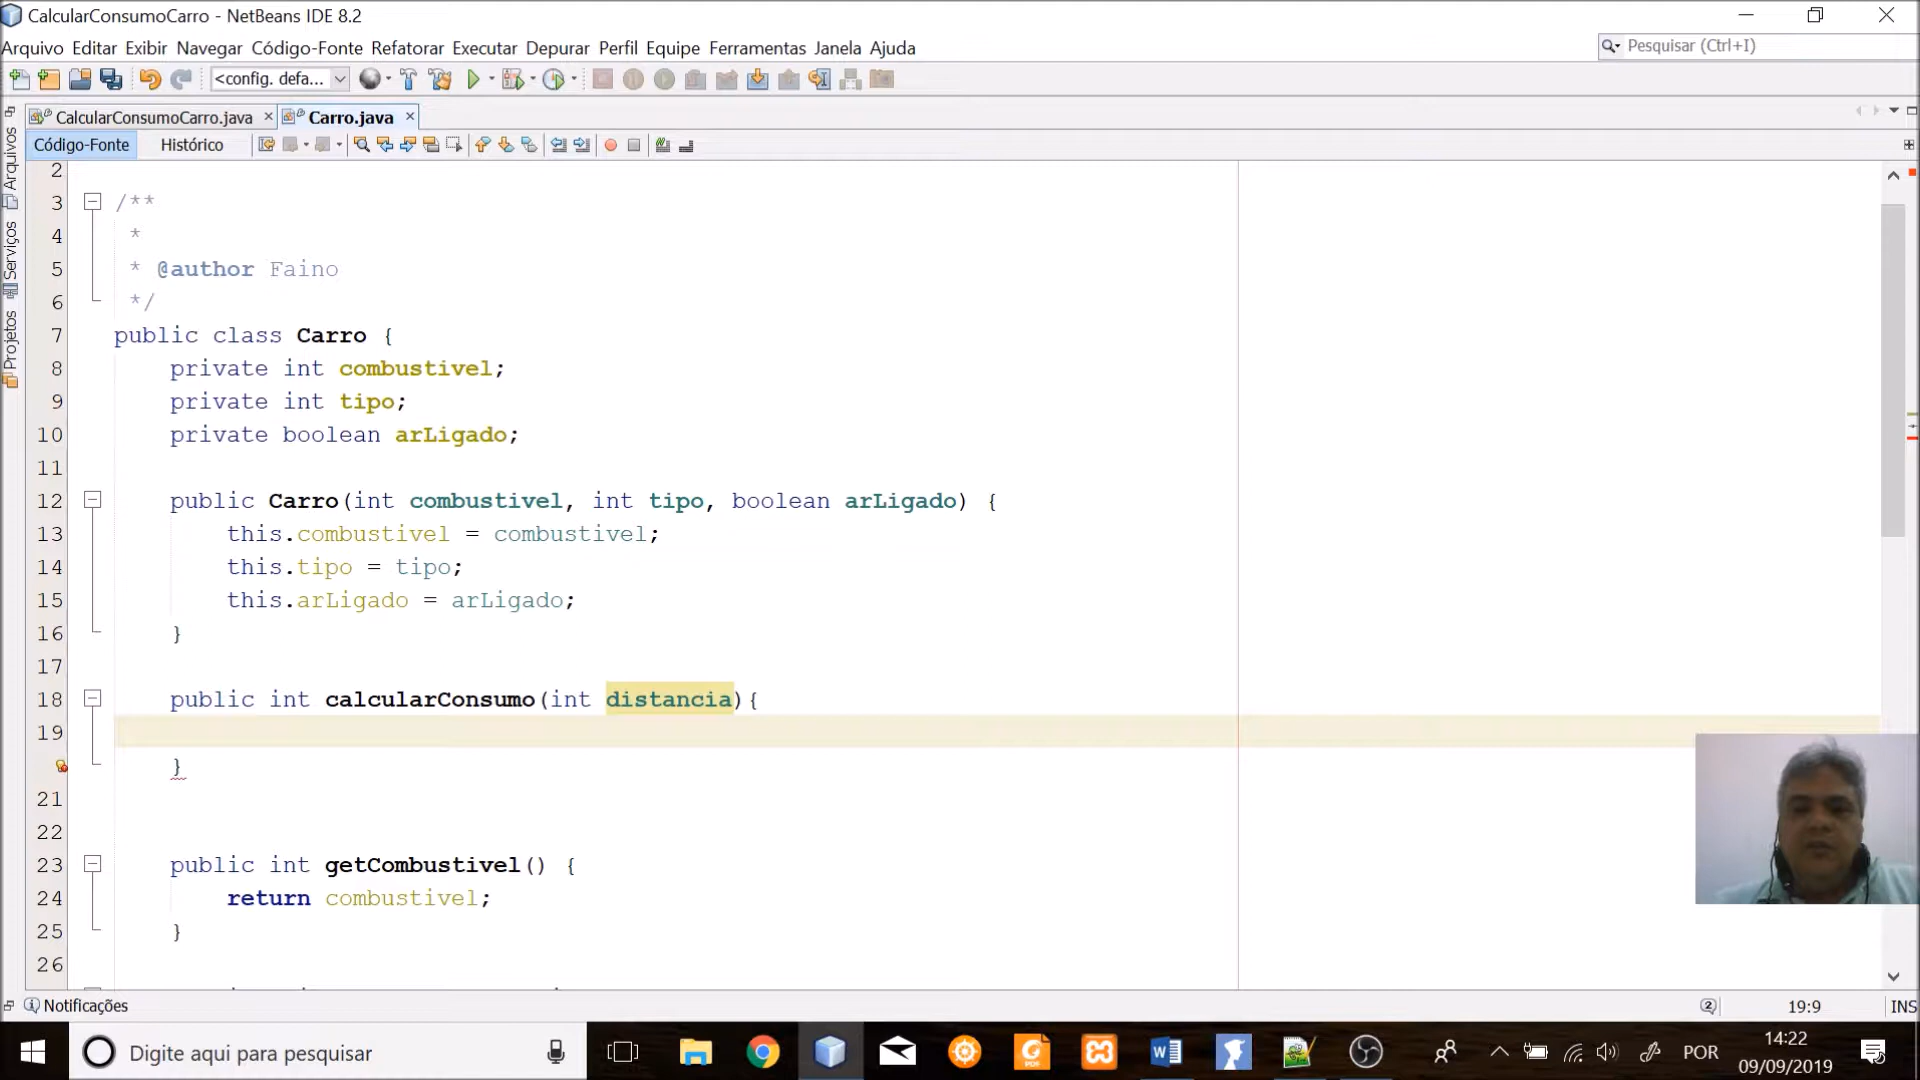 CalcularConsumoCarro - NetBeans IDE 8.2
Arquivo Editar Exibir Navegar Código-Fonte Refatorar Executar Depurar Perfil Equipe Ferramentas Janela Ajuda
Pesquisar (Ctrl+I)
<config. defa...
CalcularConsumoCarro.java
Carro.java
Código-Fonte
Histórico
Arquivos
Serviços
Projetos
2
3 /**
4 *
5 * @author Faino
6 */
7 public class Carro {
8 private int combustivel;
9 private int tipo;
10 private boolean arLigado;
11
12 public Carro(int combustivel, int tipo, boolean arLigado) {
13 this.combustivel = combustivel;
14 this.tipo = tipo;
15 this.arLigado = arLigado;
16 }
17
18 public int calcularConsumo(int distancia){
19
}
21
22
23 public int getCombustivel() {
24 return combustivel;
25 }
26
Notificações
2
19:9
INS
Digite aqui para pesquisar
PDF
POR
14:22
09/09/2019